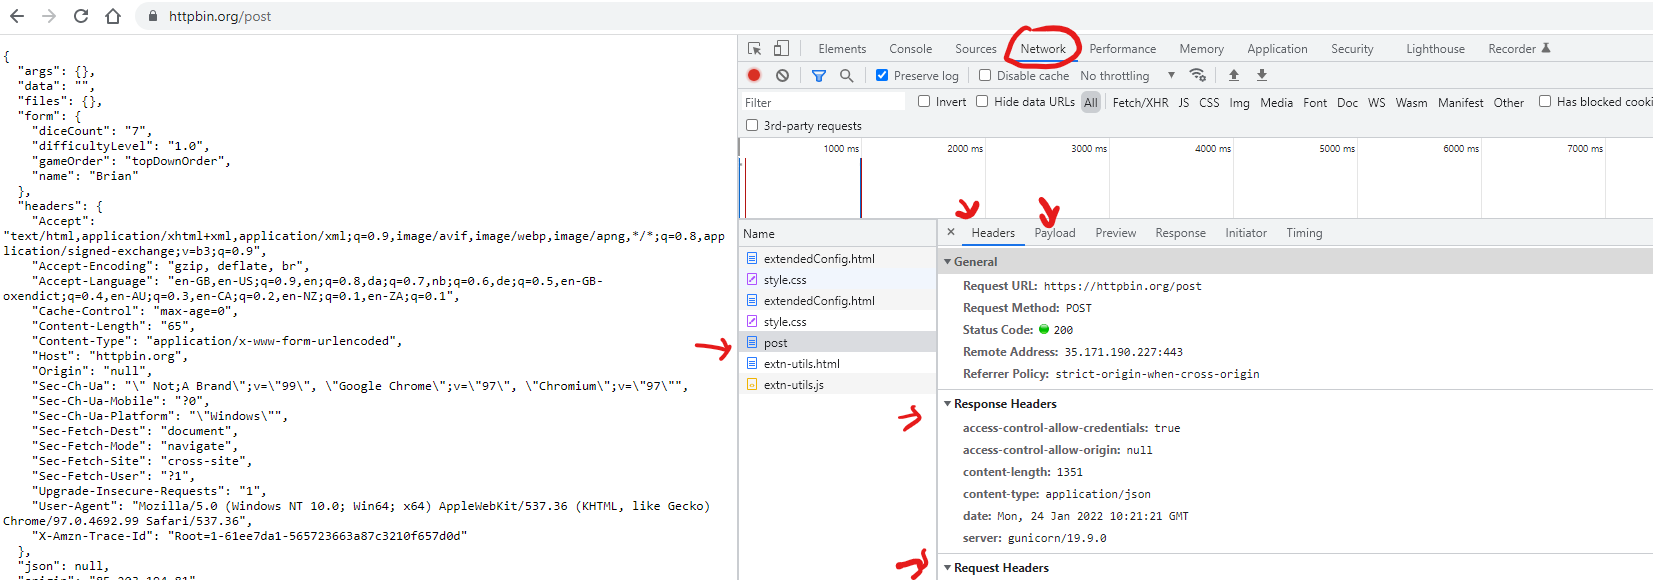 httpbin.org/post
{
"args": {},
"data": "",
"files": {},
"form": {
"diceCount": "7",
"difficultyLevel": "1.0",
"gameOrder": "topDownOrder",
"name": "Brian"
},
"headers": {
"Accept":
"text/html,application/xhtml+xml,application/xml;q=0.9,image/avif,image/webp,image/apng,*/*;q=0.8,app
lication/signed-exchange;v=b3;q=0.9",
"Accept-Encoding": "gzip, deflate, br",
"Accept-Language": "en-GB,en-US;q=0.9,en;q=0.8,da;q=0.7,nb;q=0.6,de;q=0.5,en-GB-
oxendict;q=0.4,en-AU;q=0.3,en-CA;q=0.2,en-NZ;q=0.1,en-ZA;q=0.1",
"Cache-Control": "max-age=0",
"Content-Length": "65",
"Content-Type": "application/x-www-form-urlencoded",
"Host": "httpbin.org",
"Origin": "null",
"Sec-Ch-Ua": "\" Not;A Brand\";v=\"99\", \"Google Chrome\";v=\"97\", \"Chromium\";v=\"97\"",
"Sec-Ch-Ua-Mobile": "?0",
"Sec-Ch-Ua-Platform": "\"Windows\"",
"Sec-Fetch-Dest": "document",
"Sec-Fetch-Mode": "navigate",
"Sec-Fetch-Site": "cross-site",
"Sec-Fetch-User": "?1",
"Upgrade-Insecure-Requests": "1",
"User-Agent": "Mozilla/5.0 (Windows NT 10.0; Win64; x64) AppleWebKit/537.36 (KHTML, like Gecko)
Chrome/97.0.4692.99 Safari/537.36",
"X-Amzn-Trace-Id": "Root=1-61ee7da1-565723663a87c3210f657d0d"
},
"json": null,
Elements Console Sources Network Performance Memory Application Security Lighthouse Recorder
Preserve log Disable cache No throttling
Filter Invert Hide data URLs All Fetch/XHR JS CSS Img Media Font Doc WS Wasm Manifest Other Has blocked cooki
3rd-party requests
1000 ms 2000 ms 3000 ms 4000 ms 5000 ms 6000 ms 7000 ms
Name
extendedConfig.html
style.css
extendedConfig.html
style.css
post
extn-utils.html
extn-utils.js
Headers Payload Preview Response Initiator Timing
General
Request URL: https://httpbin.org/post
Request Method: POST
Status Code: 200
Remote Address: 35.171.190.227:443
Referrer Policy: strict-origin-when-cross-origin
Response Headers
access-control-allow-credentials: true
access-control-allow-origin: null
content-length: 1351
content-type: application/json
date: Mon, 24 Jan 2022 10:21:21 GMT
server: gunicorn/19.9.0
Request Headers